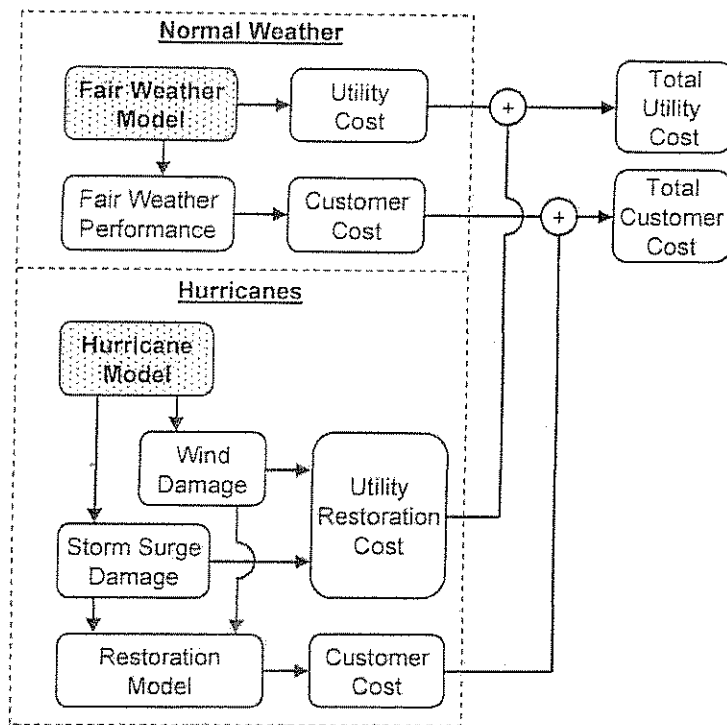 Normal Weather
Fair Weather
Model
Utility
Cost
+
Total
Utility
Cost
Fair Weather
Performance
Customer
Cost
+
Total
Customer
Cost
Hurricanes
Hurricane
Model
Wind
Damage
Utility
Restoration
Cost
Storm Surge
Damage
Restoration
Model
Customer
Cost